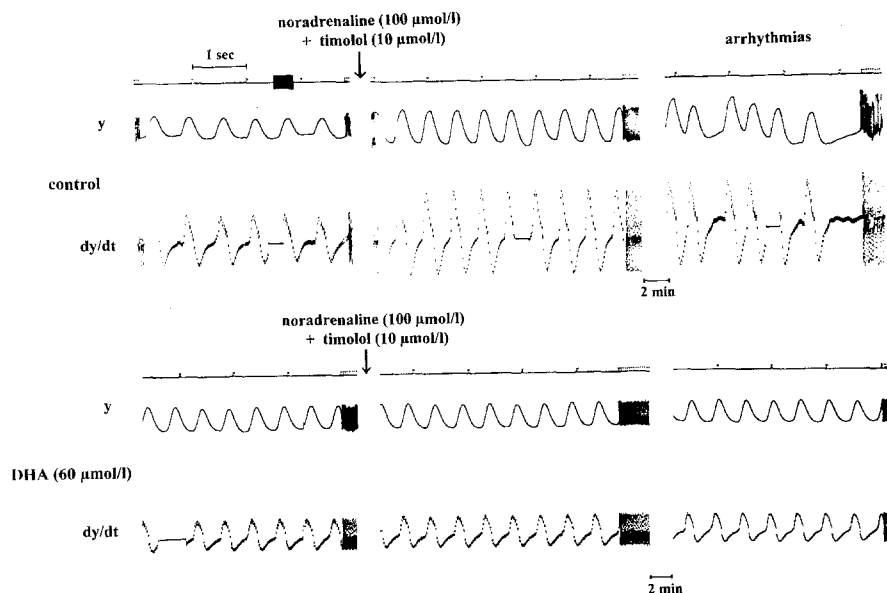 noradrenaline (100 µmol/l)
+ timolol (10 µmol/l)
1 sec
arrhythmias
y
control
dy/dt
2 min
noradrenaline (100 µmol/l)
+ timolol (10 µmol/l)
y
DHA (60 µmol/l)
dy/dt
2 min